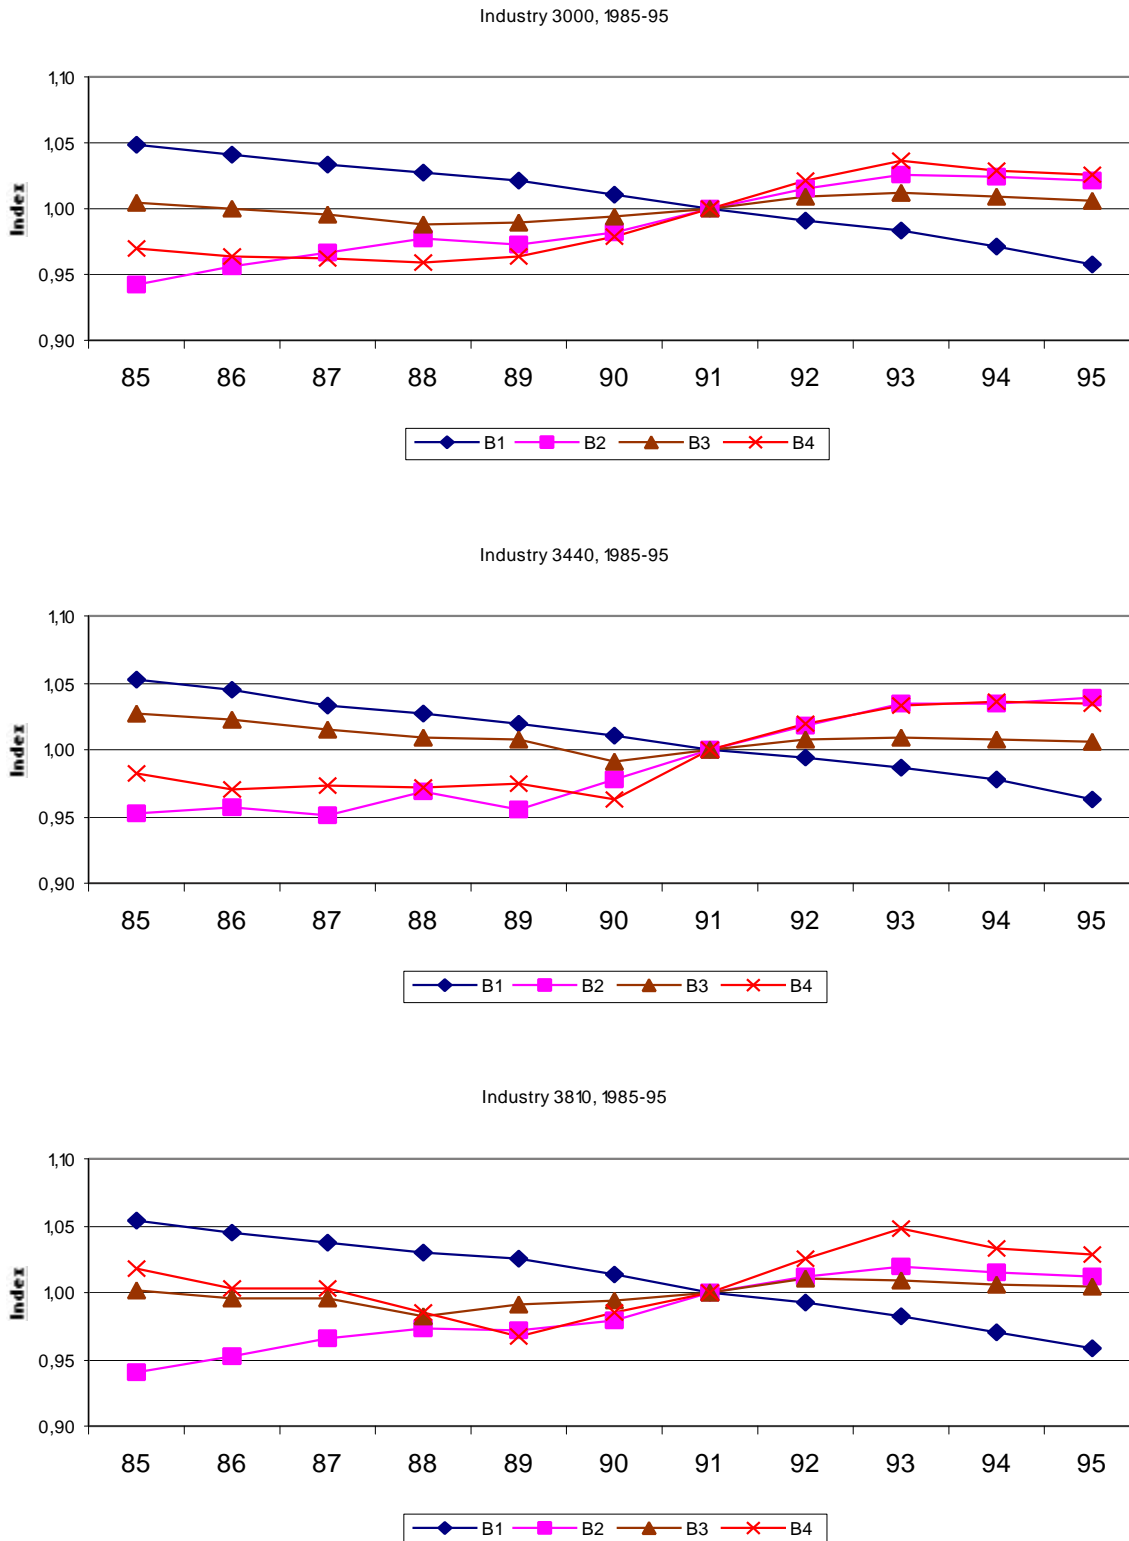 Industry 3000, 1985-95
1,10
1,05
1,00
0,95
0,90
Index
85 86 87 88 89 90 91 92 93 94 95
B1 B2 B3 B4
Industry 3440, 1985-95
1,10
1,05
1,00
0,95
0,90
Index
85 86 87 88 89 90 91 92 93 94 95
B1 B2 B3 B4
Industry 3810, 1985-95
1,10
1,05
1,00
0,95
0,90
Index
85 86 87 88 89 90 91 92 93 94 95
B1 B2 B3 B4